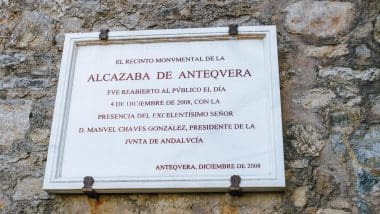 EL RECINTO MONVMENTAL DE LA
ALCAZABA DE ANTEQVERA
FVE REABIERTO AL PÚBLICO EL DÍA
4 DE DICIEMBRE DE 2008, CON LA
PRESENCIA DEL EXCELENTÍSIMO SEÑOR
D. MANVEL CHAVES GONZÁLEZ, PRESIDENTE DE LA
JVNTA DE ANDALVCÍA
ANTEQVERA, DICIEMBRE DE 2008